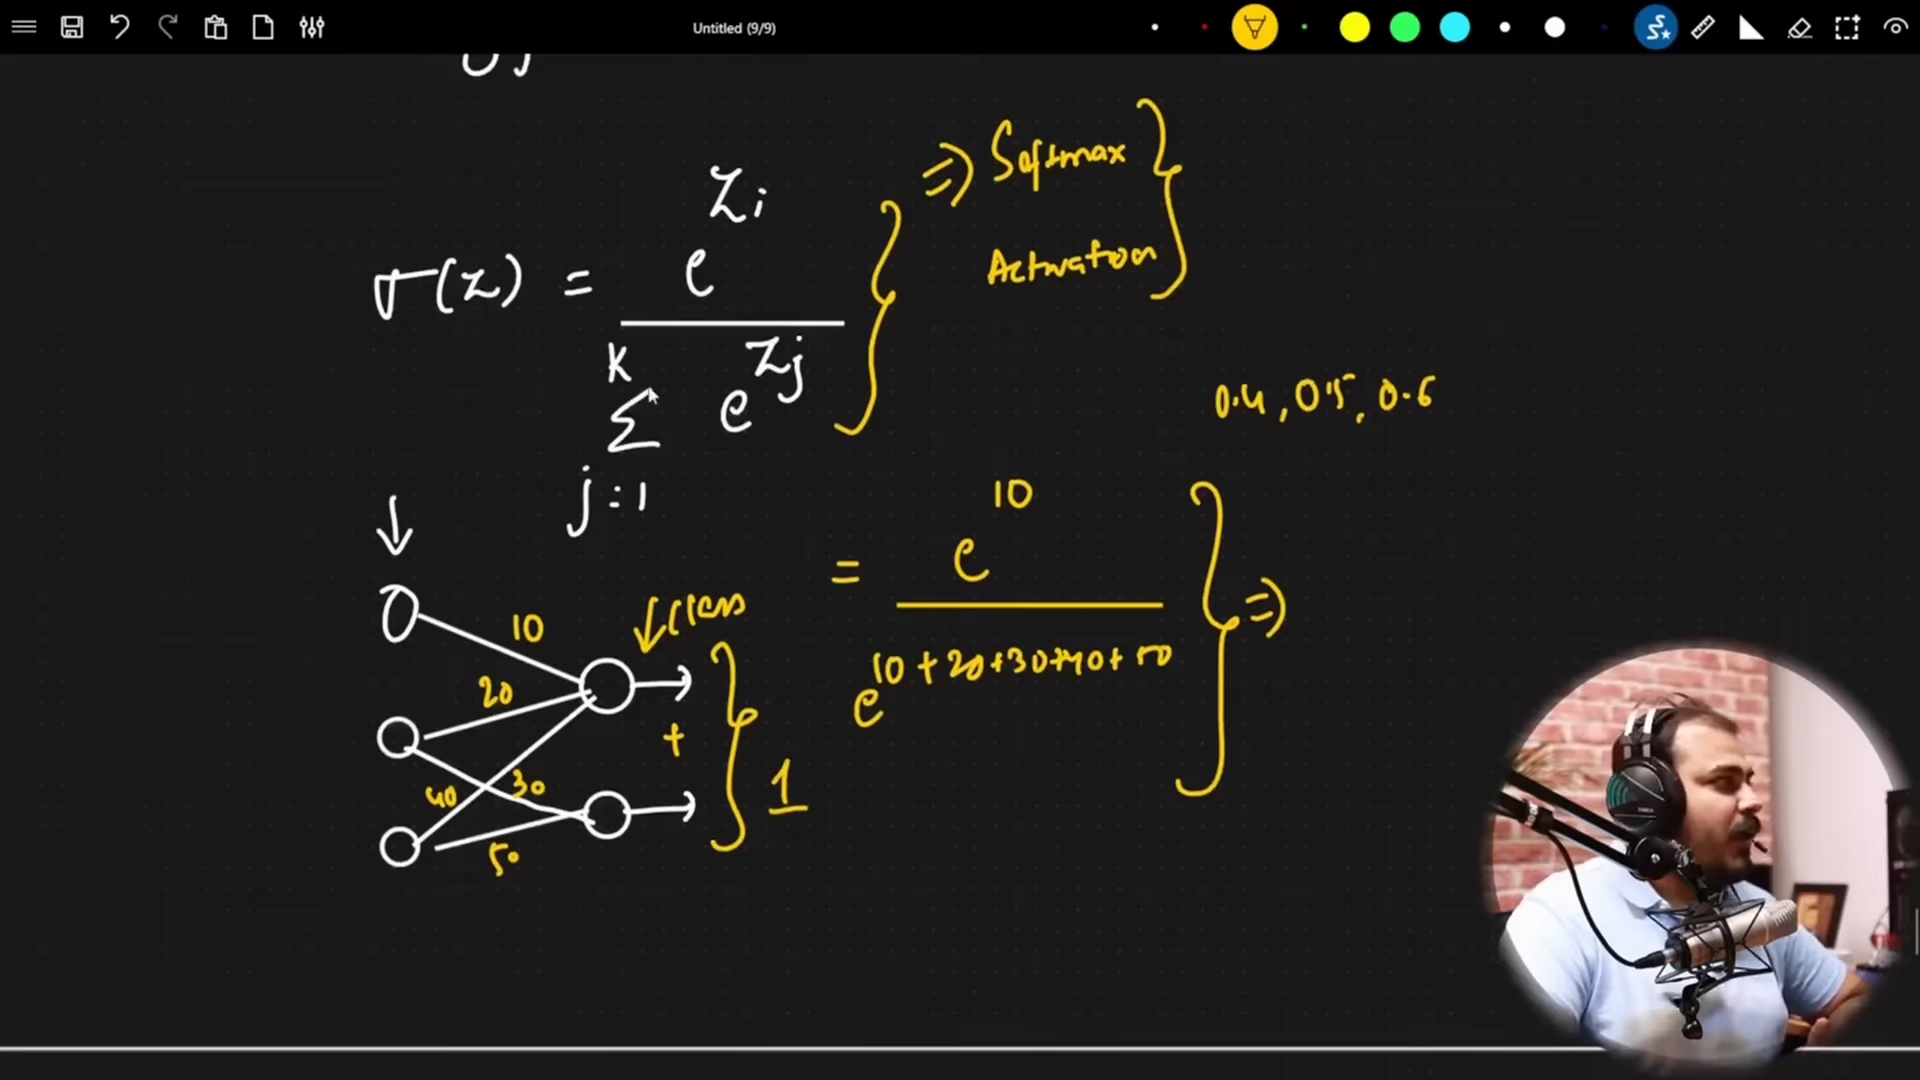 Untitled (9/9)
σ(z) = e^{Zi} / Σ_{j=1}^{K} e^{Zj}
=> Softmax
Activation
0.4, 0.5, 0.6
= e^{10} / e^{10+20+30+40+50} =>
class
10
20
40
30
50
+
1